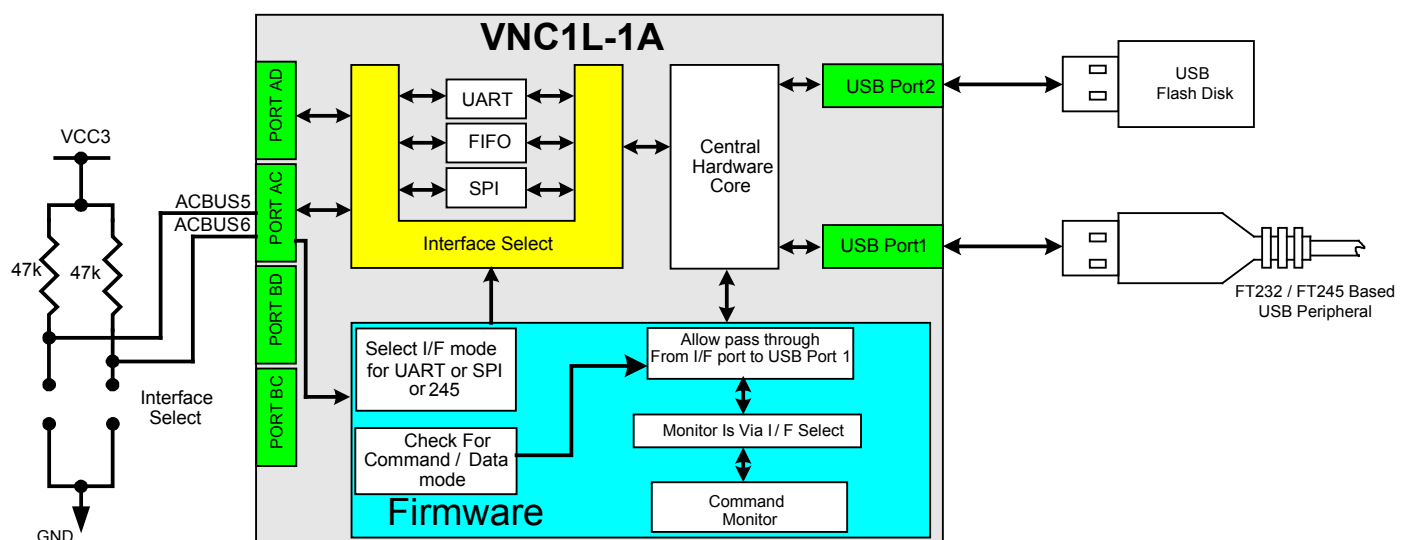 VNC1L-1A
PORT AD
PORT AC
PORT BD
PORT BC
VCC3
ACBUS5
ACBUS6
47k
47k
Interface
Select
GND
UART
FIFO
SPI
Interface Select
Central
Hardware
Core
USB Port2
USB Port1
USB
Flash Disk
FT232 / FT245 Based
USB Peripheral
Select I/F mode
for UART or SPI
or 245
Check For
Command / Data
mode
Allow pass through
From I/F port to USB Port 1
Monitor Is Via I / F Select
Command
Monitor
Firmware